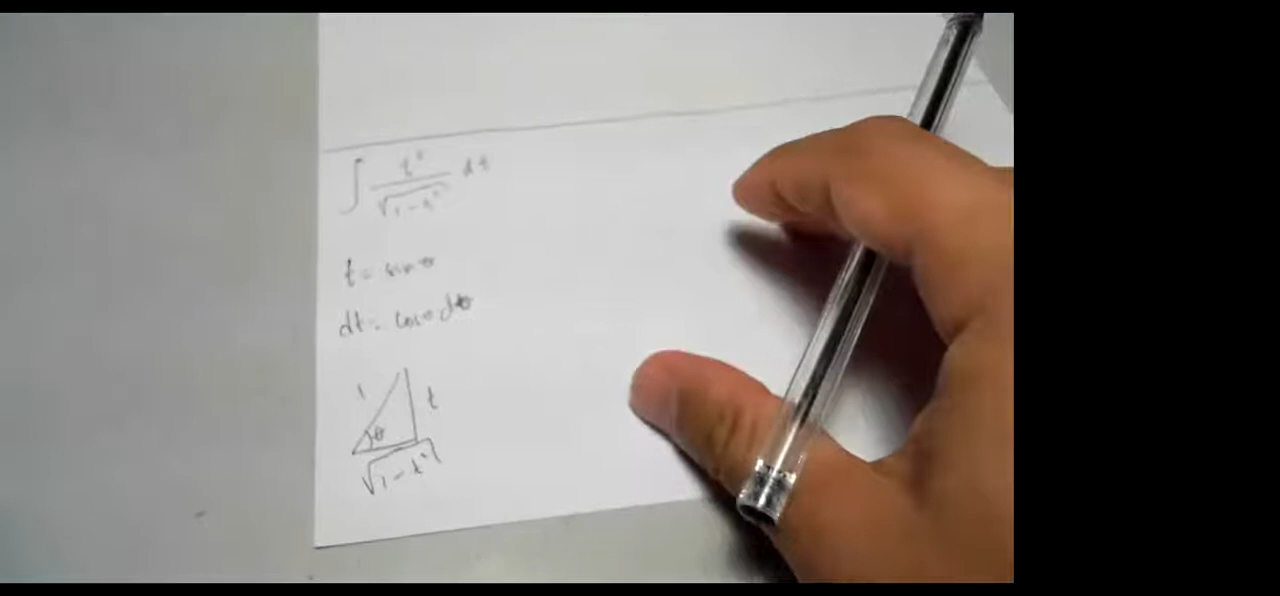 ∫ t²/√(1-t²) dt
t = sin θ
dt = cos θ dθ
1
t
θ
√(1-t²)